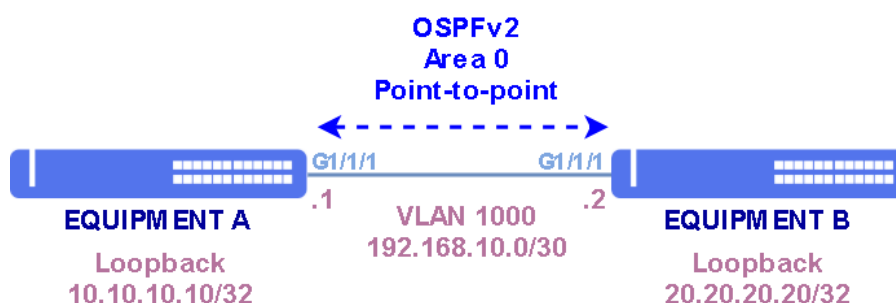 OSPFv2
Area 0
Point-to-point
G1/1/1
G1/1/1
.1
.2
VLAN 1000
192.168.10.0/30
EQUIPMENT A
Loopback
10.10.10.10/32
EQUIPMENT B
Loopback
20.20.20.20/32